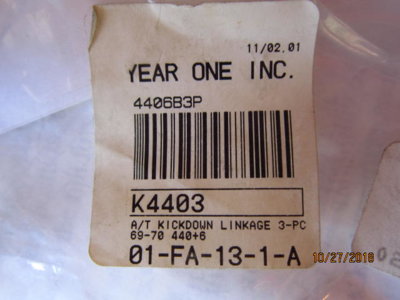 11/02.01
YEAR ONE INC.
4406B3P
K4403
A/T KICKDOWN LINKAGE 3-PC
69-70 440+6
01-FA-13-1-A
10/27/2018